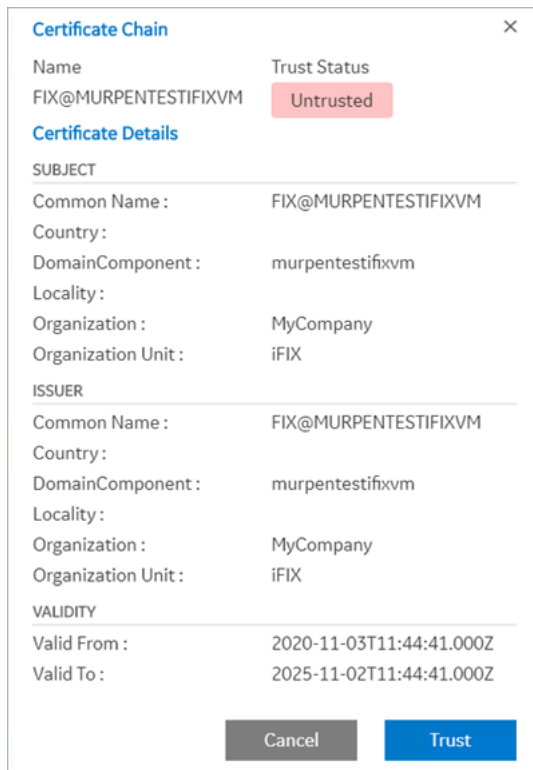 Certificate Chain
Name Trust Status
FIX@MURPENTESTIFIXVM Untrusted
Certificate Details
SUBJECT
Common Name : FIX@MURPENTESTIFIXVM
Country :
DomainComponent : murpentestifixvm
Locality :
Organization : MyCompany
Organization Unit : iFIX
ISSUER
Common Name : FIX@MURPENTESTIFIXVM
Country :
DomainComponent : murpentestifixvm
Locality :
Organization : MyCompany
Organization Unit : iFIX
VALIDITY
Valid From : 2020-11-03T11:44:41.000Z
Valid To : 2025-11-02T11:44:41.000Z
Cancel Trust